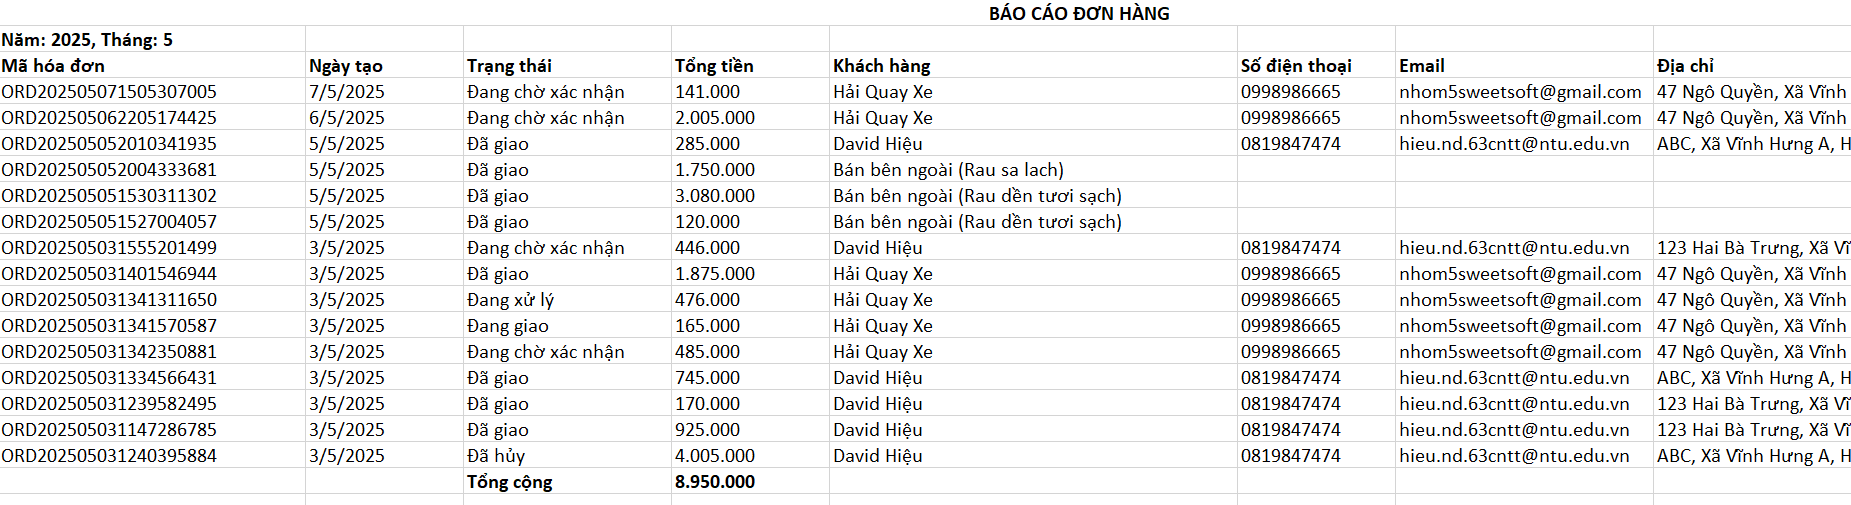 BÁO CÁO ĐƠN HÀNG
Năm: 2025, Tháng: 5
Mã hóa đơn Ngày tạo Trạng thái Tổng tiền Khách hàng Số điện thoại Email Địa chỉ
ORD202505071505307005 7/5/2025 Đang chờ xác nhận 141.000 Hải Quay Xe 0998986665 nhom5sweetsoft@gmail.com 47 Ngô Quyền, Xã Vĩnh
ORD202505062205174425 6/5/2025 Đang chờ xác nhận 2.005.000 Hải Quay Xe 0998986665 nhom5sweetsoft@gmail.com 47 Ngô Quyền, Xã Vĩnh
ORD202505052010341935 5/5/2025 Đã giao 285.000 David Hiệu 0819847474 hieu.nd.63cntt@ntu.edu.vn ABC, Xã Vĩnh Hưng A, H
ORD202505052004333681 5/5/2025 Đã giao 1.750.000 Bán bên ngoài (Rau sa lach)
ORD202505051530311302 5/5/2025 Đã giao 3.080.000 Bán bên ngoài (Rau dền tươi sạch)
ORD202505051527004057 5/5/2025 Đã giao 120.000 Bán bên ngoài (Rau dền tươi sạch)
ORD202505031555201499 3/5/2025 Đang chờ xác nhận 446.000 David Hiệu 0819847474 hieu.nd.63cntt@ntu.edu.vn 123 Hai Bà Trưng, Xã Vĩ
ORD202505031401546944 3/5/2025 Đã giao 1.875.000 Hải Quay Xe 0998986665 nhom5sweetsoft@gmail.com 47 Ngô Quyền, Xã Vĩnh
ORD202505031341311650 3/5/2025 Đang xử lý 476.000 Hải Quay Xe 0998986665 nhom5sweetsoft@gmail.com 47 Ngô Quyền, Xã Vĩnh
ORD202505031341570587 3/5/2025 Đang giao 165.000 Hải Quay Xe 0998986665 nhom5sweetsoft@gmail.com 47 Ngô Quyền, Xã Vĩnh
ORD202505031342350881 3/5/2025 Đang chờ xác nhận 485.000 Hải Quay Xe 0998986665 nhom5sweetsoft@gmail.com 47 Ngô Quyền, Xã Vĩnh
ORD202505031334566431 3/5/2025 Đã giao 745.000 David Hiệu 0819847474 hieu.nd.63cntt@ntu.edu.vn ABC, Xã Vĩnh Hưng A, H
ORD202505031239582495 3/5/2025 Đã giao 170.000 David Hiệu 0819847474 hieu.nd.63cntt@ntu.edu.vn 123 Hai Bà Trưng, Xã Vĩ
ORD202505031147286785 3/5/2025 Đã giao 925.000 David Hiệu 0819847474 hieu.nd.63cntt@ntu.edu.vn 123 Hai Bà Trưng, Xã Vĩ
ORD202505031240395884 3/5/2025 Đã hủy 4.005.000 David Hiệu 0819847474 hieu.nd.63cntt@ntu.edu.vn ABC, Xã Vĩnh Hưng A, H
Tổng cộng 8.950.000